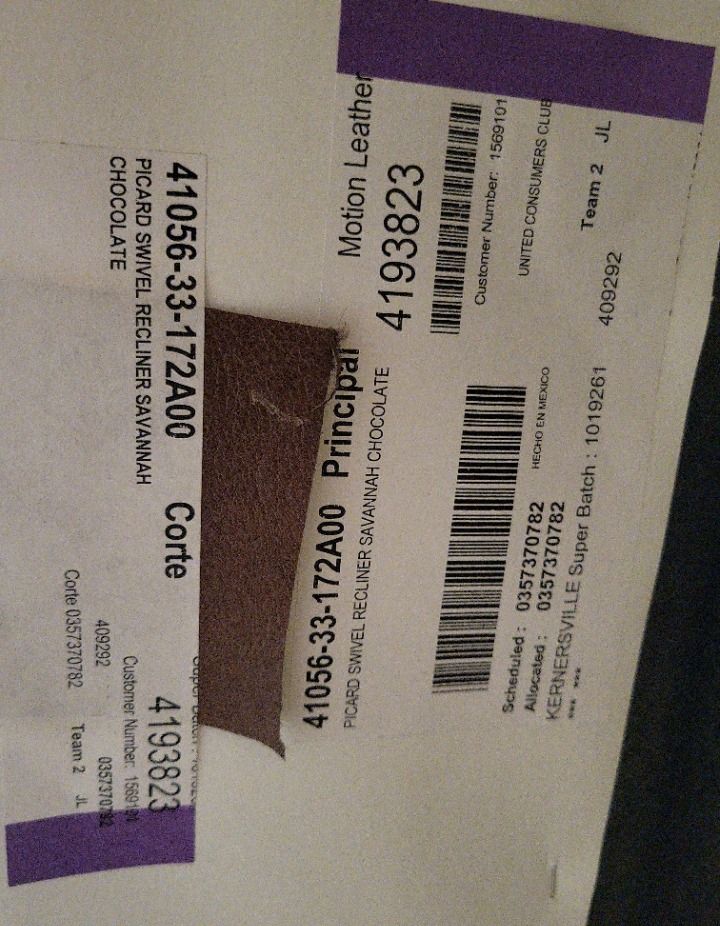 41056-33-172A00 Corte
PICARD SWIVEL RECLINER SAVANNAH
CHOCOLATE
4193823
Customer Number:
409292
0357370782
Corte 0357370782
Team 2 JL
Motion Leather
4193823
Customer Number: 1569101
UNITED CONSUMERS CLUB
Team 2 JL
409292
41056-33-172A00 Principal
PICARD SWIVEL RECLINER SAVANNAH CHOCOLATE
HECHO EN MEXICO
Scheduled : 0357370782
Allocated : 0357370782
KERNERSVILLE Super Batch : 1019261
*** ***